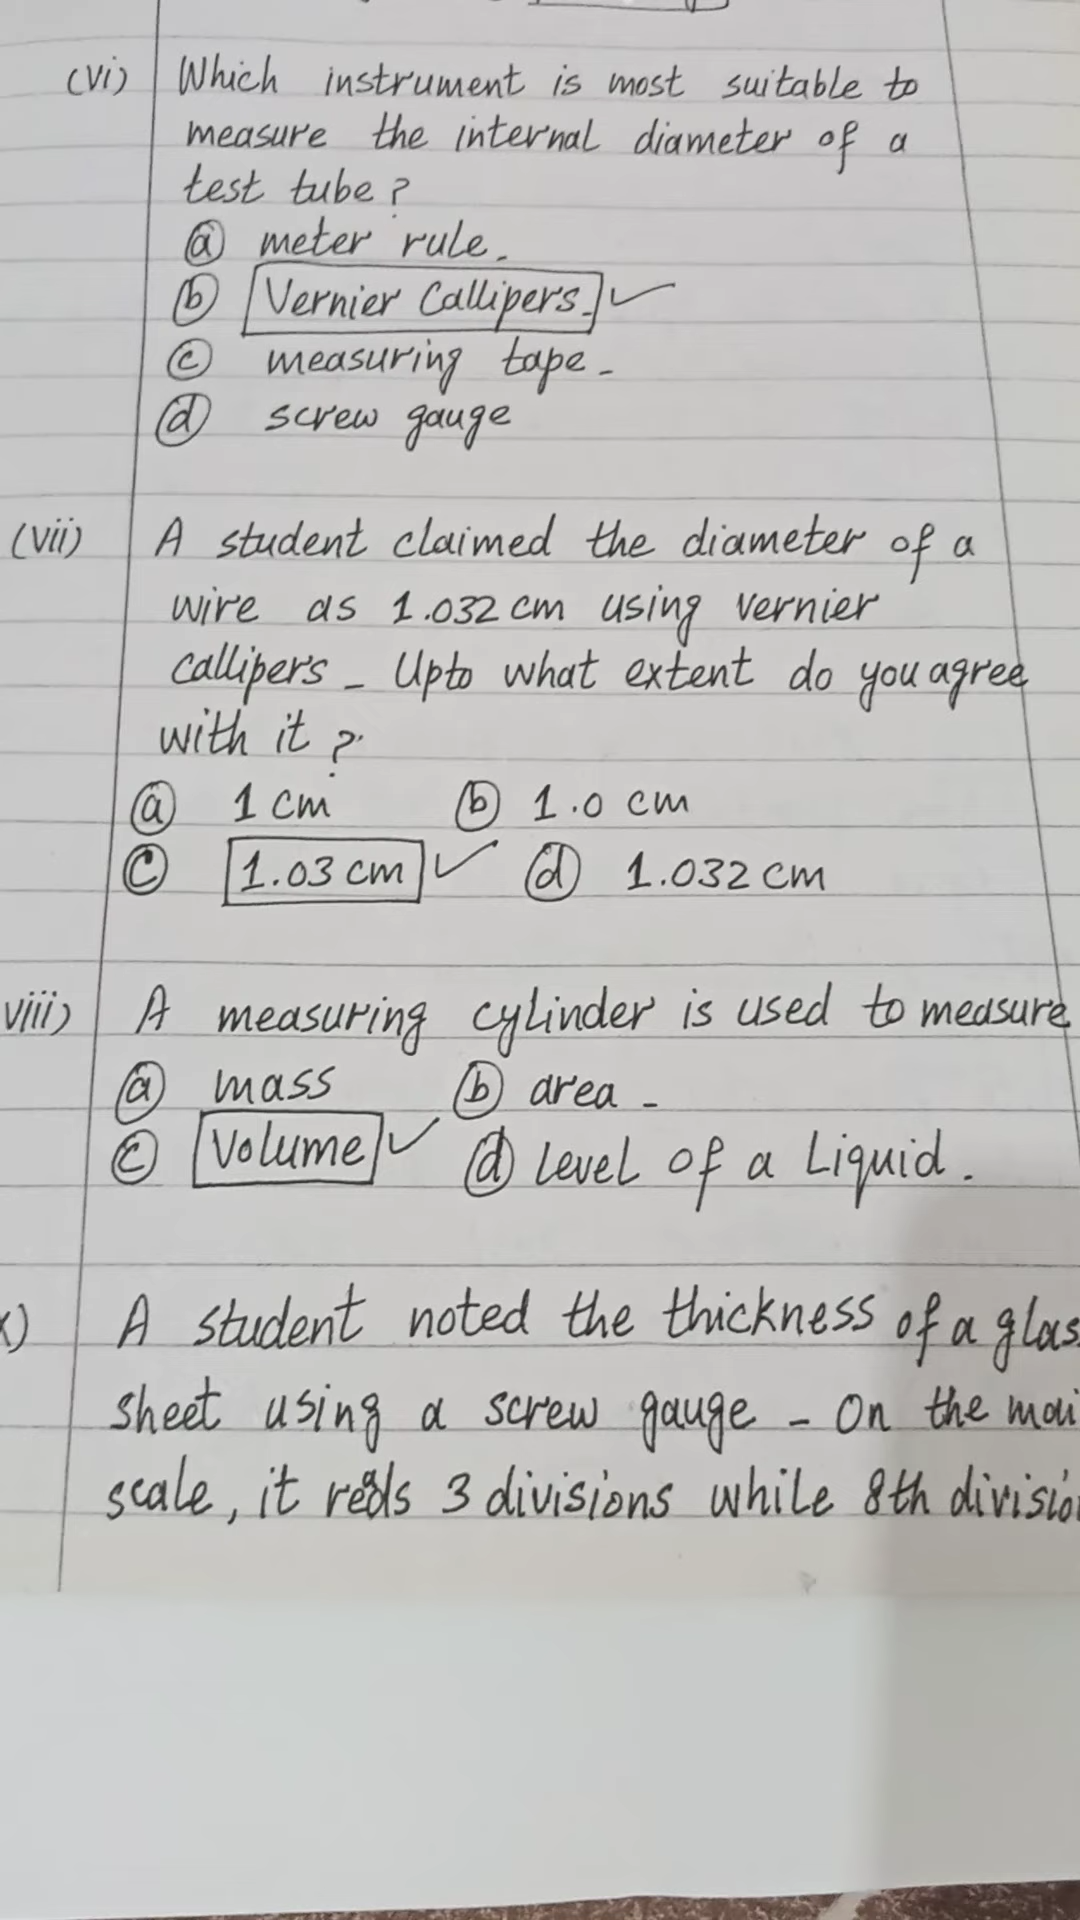 (vi) Which instrument is most suitable to
measure the internal diameter of a
test tube?
(a) meter rule.
(b) Vernier Callipers. ✓
(c) measuring tape -
(d) screw gauge
(vii) A student claimed the diameter of a
wire as 1.032 cm using vernier
callipers - Upto what extent do you agree
with it ?
(a) 1 cm (b) 1.0 cm
(c) 1.03 cm ✓ (d) 1.032 cm
viii) A measuring cylinder is used to measure
(a) mass (b) area -
(c) Volume ✓ (d) level of a Liquid.
x) A student noted the thickness of a glas
sheet using a screw gauge - On the mai
scale, it reads 3 divisions while 8th divisio